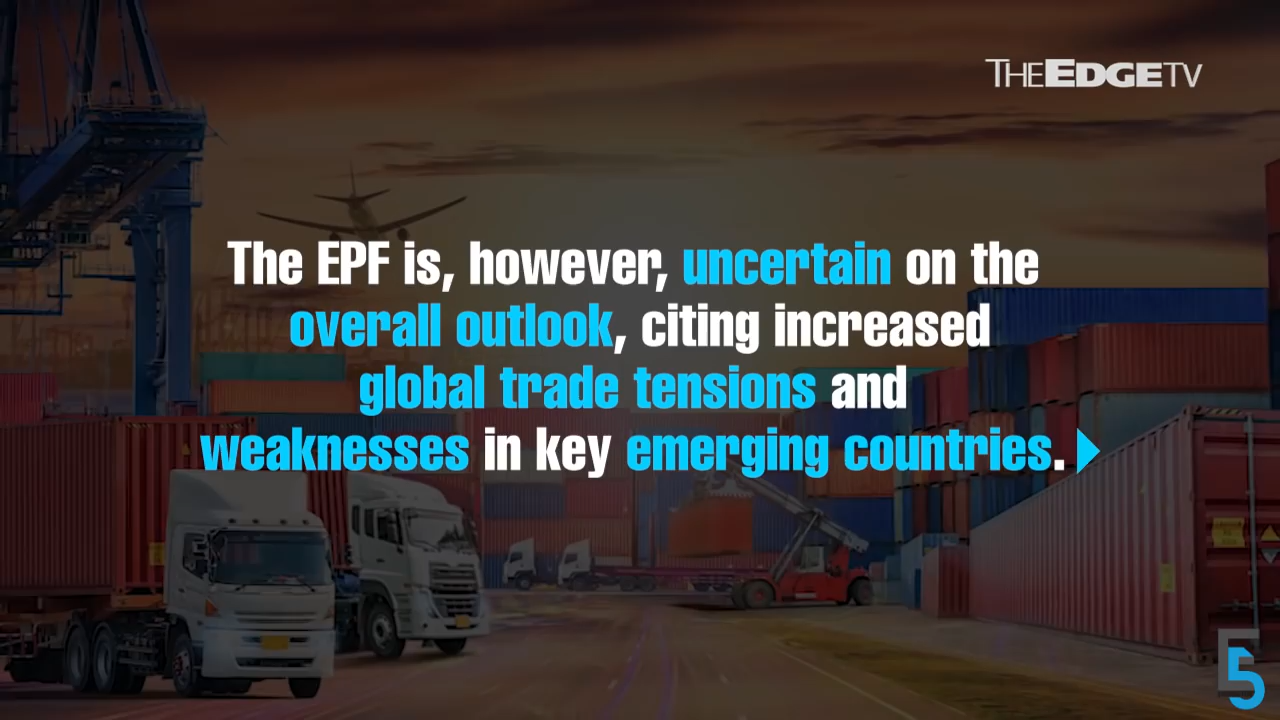 THEEDGETV
The EPF is, however, uncertain on the
overall outlook, citing increased
global trade tensions and
weaknesses in key emerging countries.
5